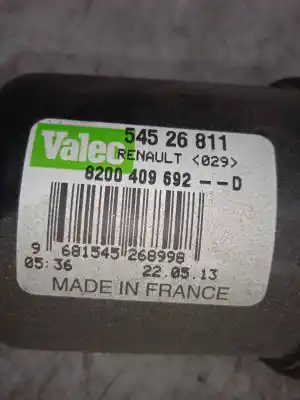 Valeo 545 26 811
RENAULT <029>
8200 409 692 -- D
9 681545 268998
05:36 22.05.13
MADE IN FRANCE